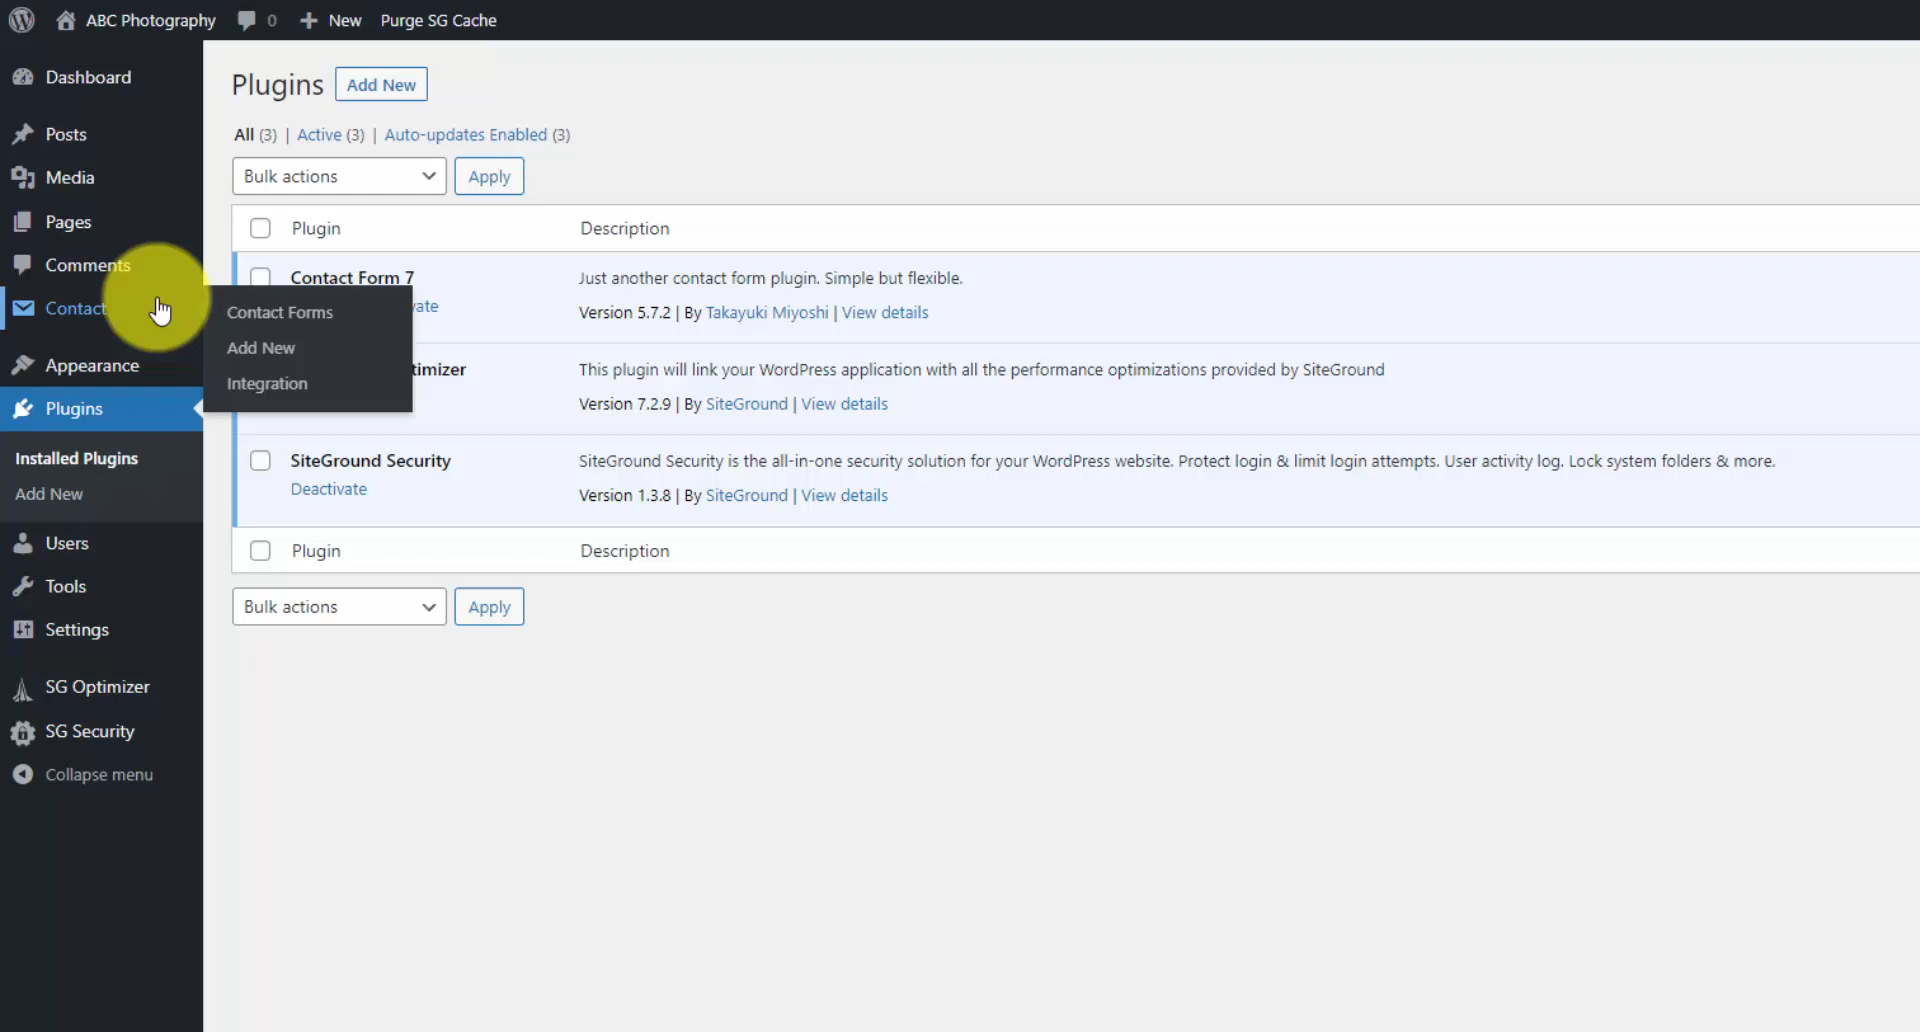 ABC Photography 0 New Purge SG Cache
Dashboard
Posts
Media
Pages
Comments
Contact
Appearance
Plugins
Installed Plugins
Add New
Users
Tools
Settings
SG Optimizer
SG Security
Collapse menu
Contact Forms
Add New
Integration
Plugins Add New
All (3) | Active (3) | Auto-updates Enabled (3)
Bulk actions Apply
Plugin Description
Contact Form 7 Just another contact form plugin. Simple but flexible.
ate Version 5.7.2 | By Takayuki Miyoshi | View details
timizer This plugin will link your WordPress application with all the performance optimizations provided by SiteGround
Version 7.2.9 | By SiteGround | View details
SiteGround Security SiteGround Security is the all-in-one security solution for your WordPress website. Protect login & limit login attempts. User activity log. Lock system folders & more.
Deactivate Version 1.3.8 | By SiteGround | View details
Plugin Description
Bulk actions Apply